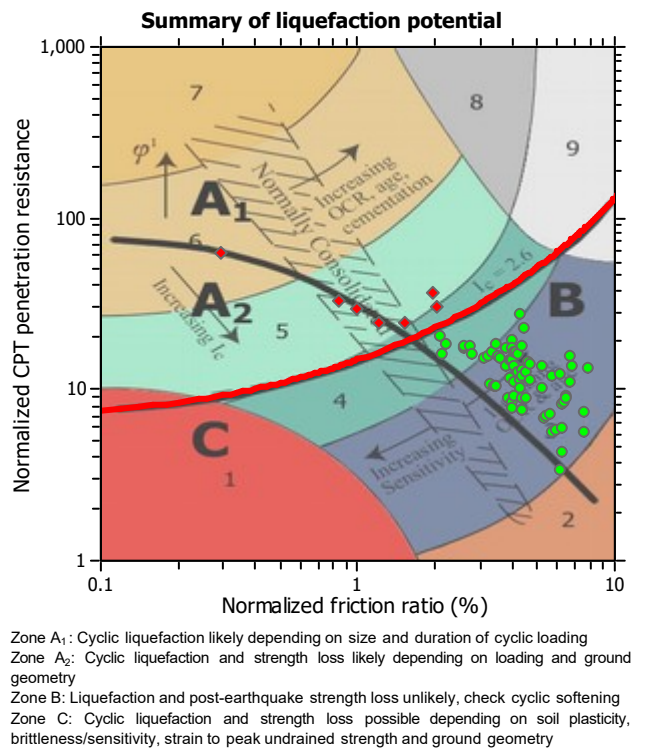 Summary of liquefaction potential
Normalized CPT penetration resistance
1,000
100
10
1
7
8
9
φ'
A₁
Normally Consolidated
Increasing
OCR, age,
cementation
6
A₂
Increasing Ic
5
Ic = 2.6
B
4
C
1
Increasing
Sensitivity
2
0.1
1
10
Normalized friction ratio (%)
Zone A₁: Cyclic liquefaction likely depending on size and duration of cyclic loading
Zone A₂: Cyclic liquefaction and strength loss likely depending on loading and ground
geometry
Zone B: Liquefaction and post-earthquake strength loss unlikely, check cyclic softening
Zone C: Cyclic liquefaction and strength loss possible depending on soil plasticity,
brittleness/sensitivity, strain to peak undrained strength and ground geometry